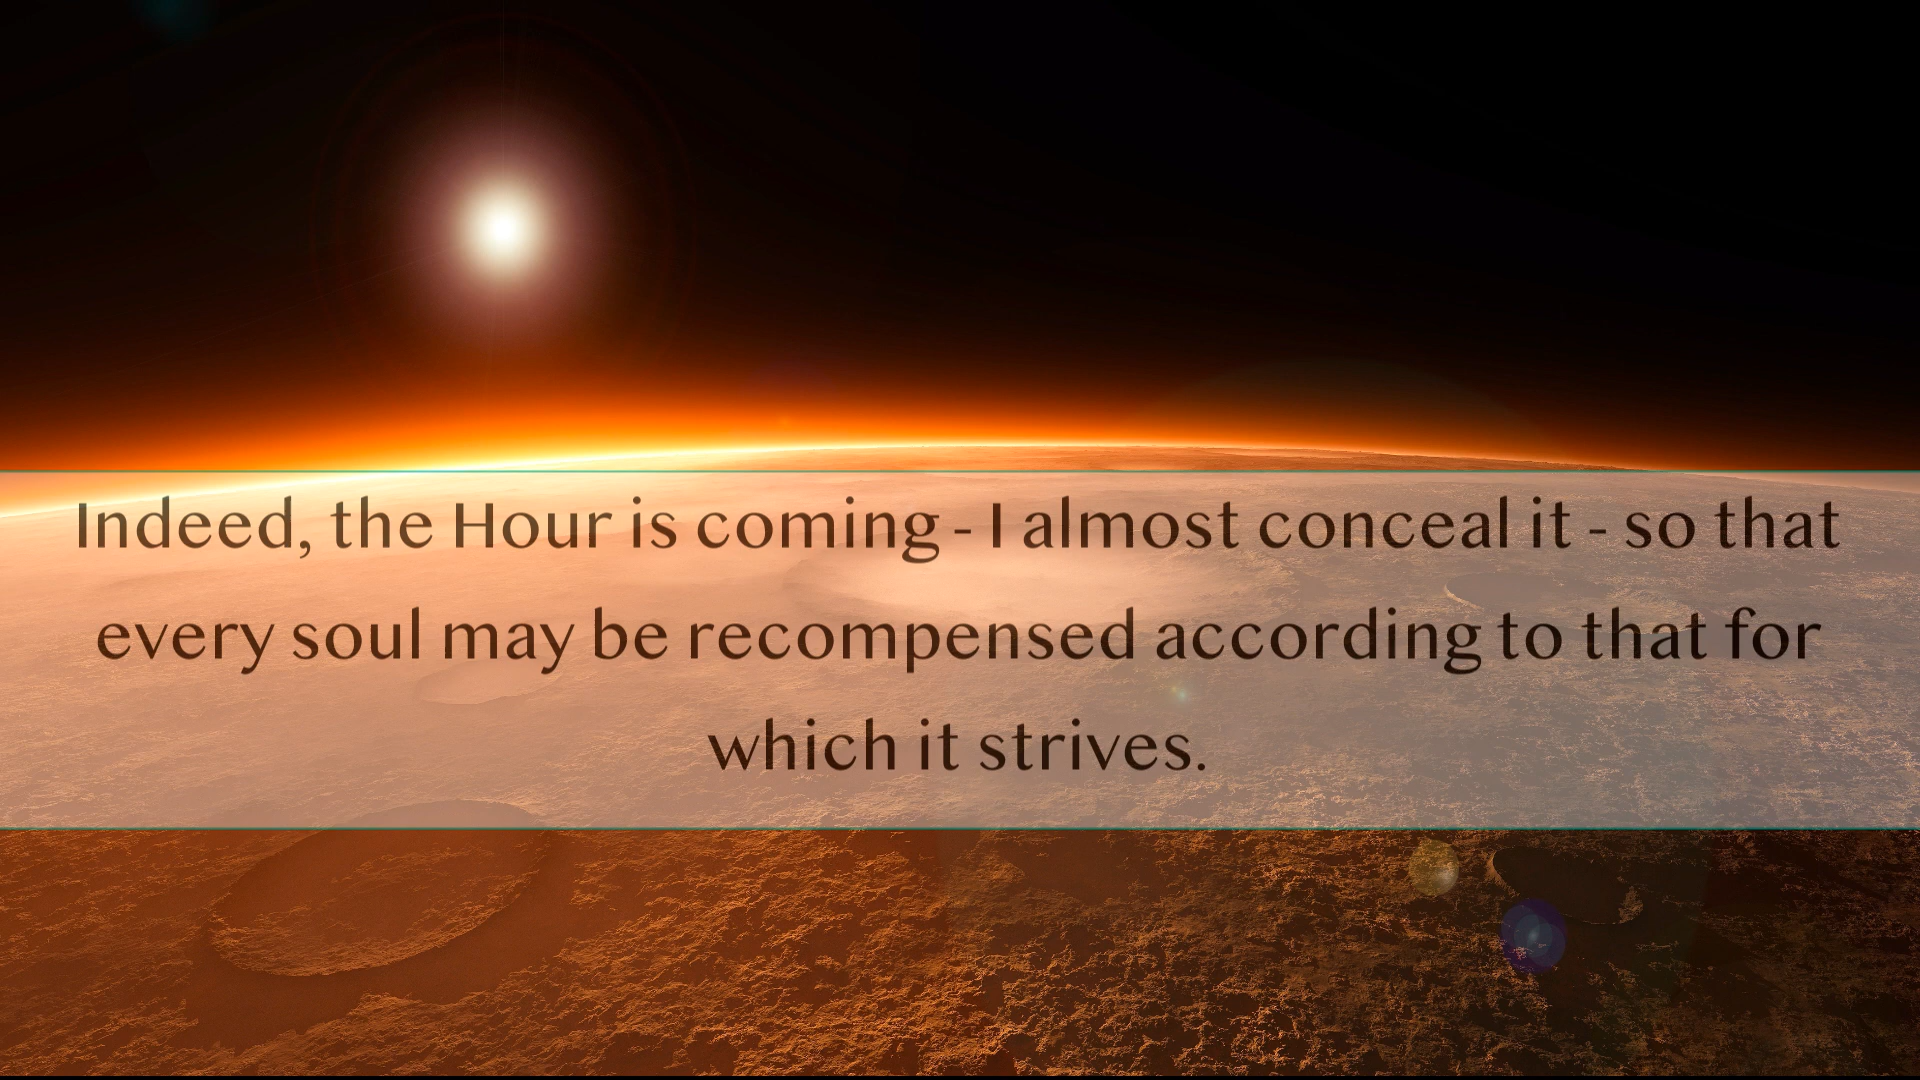 Indeed, the Hour is coming - I almost conceal it - so that
every soul may be recompensed according to that for
which it strives.